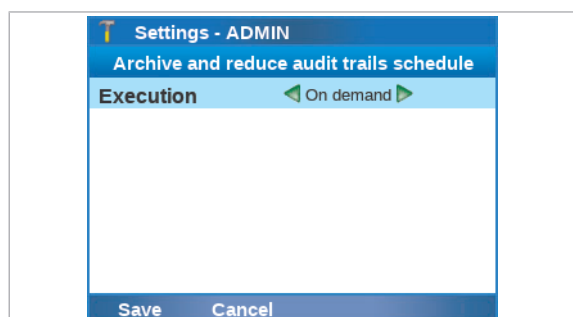 Settings - ADMIN
Archive and reduce audit trails schedule
Execution On demand
Save Cancel